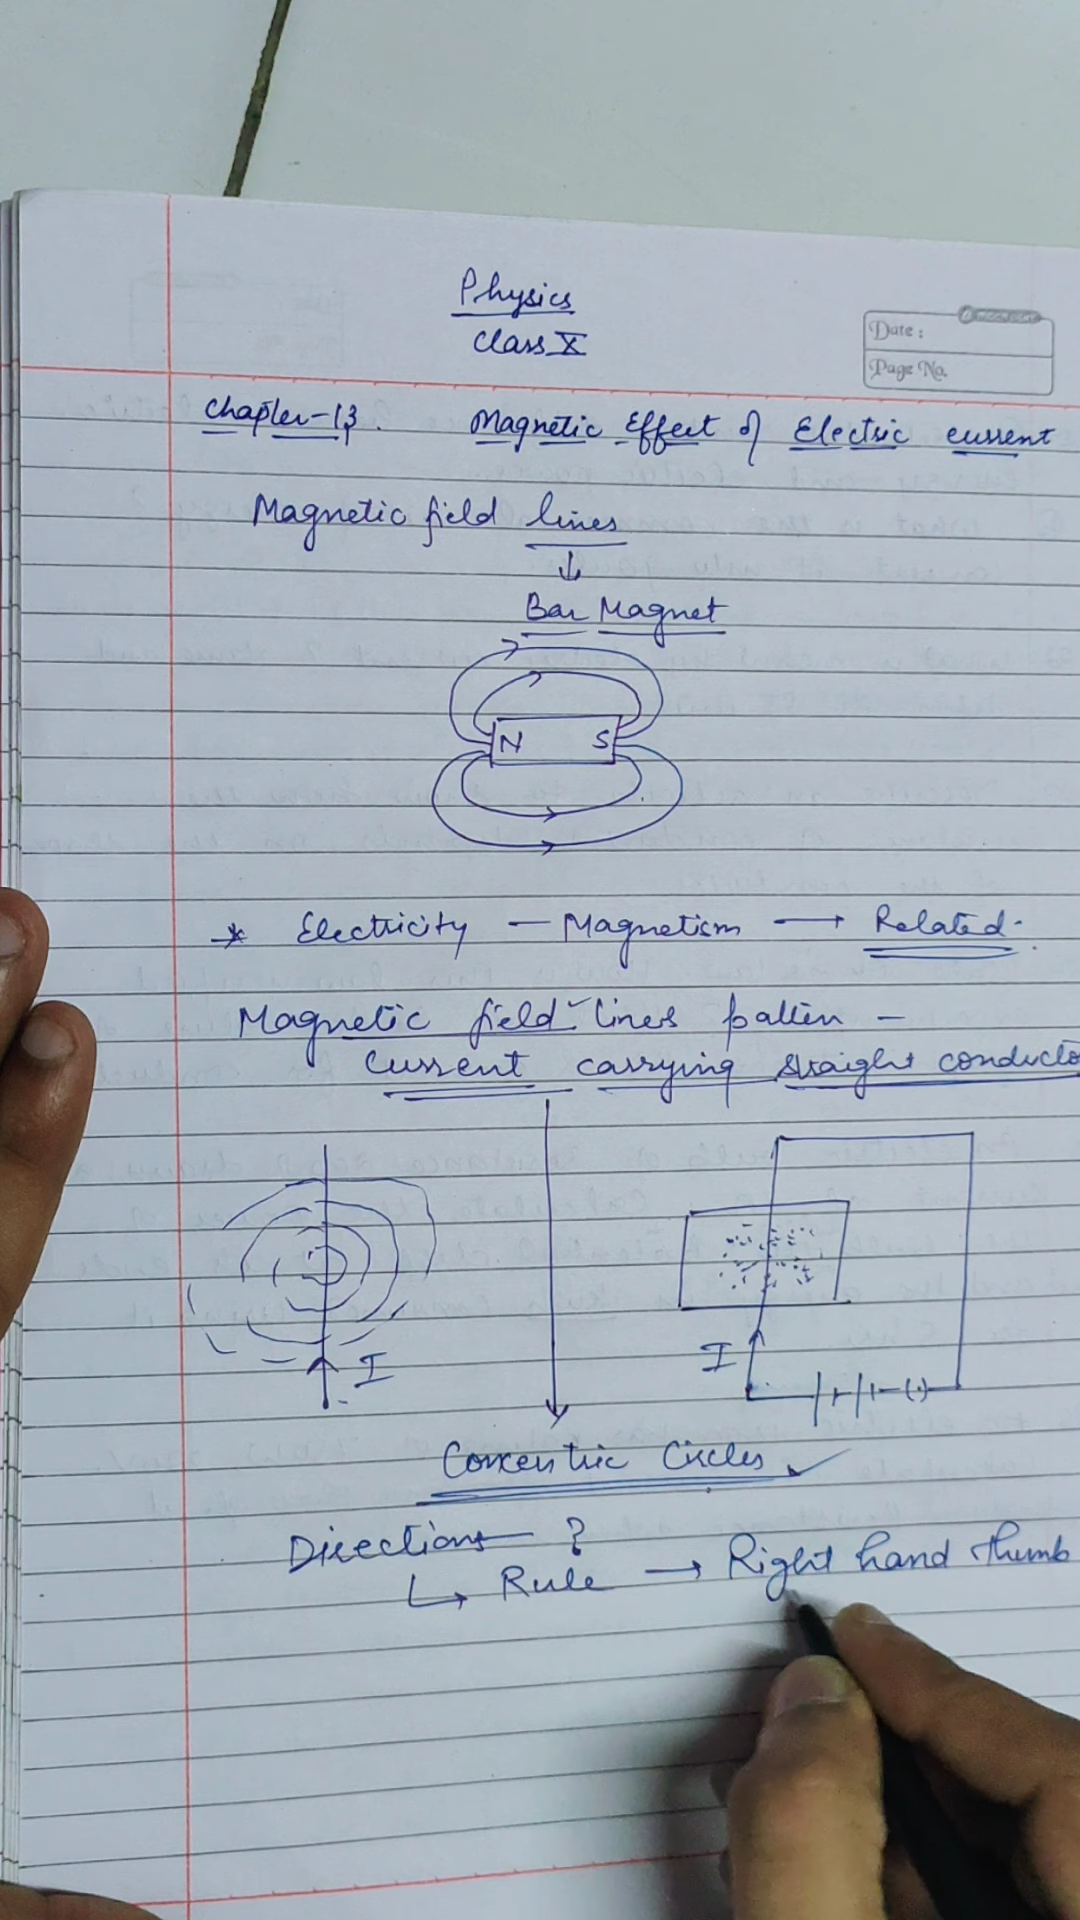 Physics
Class X
Date :
Page No.
Chapter-13. Magnetic Effect of Electric current
Magnetic field lines
↓
Bar Magnet
N S
* Electricity — Magnetism → Related.
Magnetic field lines patten –
Current carrying straight conducto
I
I
Concentric Circles ✓
Directions — ?
↳ Rule → Right hand thumb